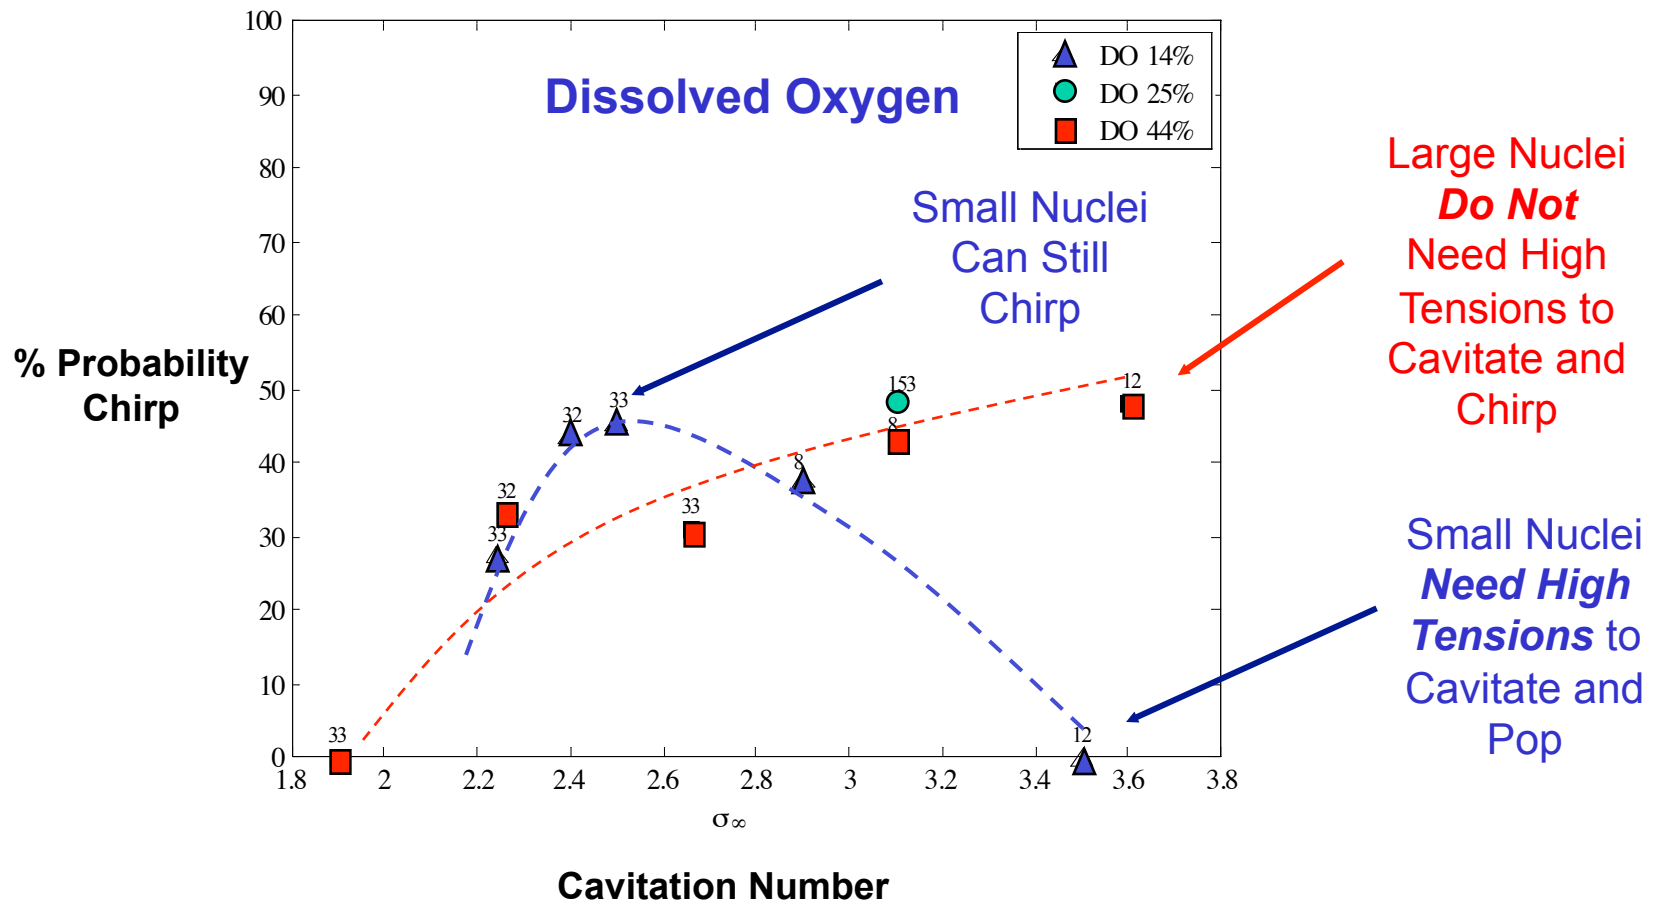 100
90
80
70
60
50
40
30
20
10
0
1.8
2
2.2
2.4
2.6
2.8
3
3.2
3.4
3.6
3.8
σ∞
Cavitation Number
% Probability
Chirp
Dissolved Oxygen
DO 14%
DO 25%
DO 44%
Small Nuclei
Can Still
Chirp
Large Nuclei
Do Not
Need High
Tensions to
Cavitate and
Chirp
Small Nuclei
Need High
Tensions to
Cavitate and
Pop
33
32
33
32
33
33
8
153
8
12
12